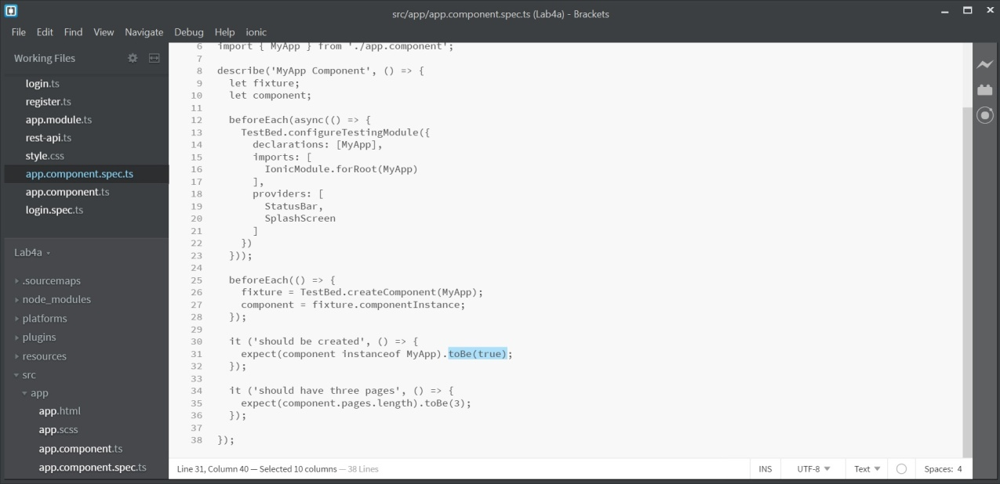 src/app/app.component.spec.ts (Lab4a) - Brackets
File Edit Find View Navigate Debug Help ionic
Working Files
login.ts
register.ts
app.module.ts
rest-api.ts
style.css
app.component.spec.ts
app.component.ts
login.spec.ts
Lab4a
.sourcemaps
node_modules
platforms
plugins
resources
src
app
app.html
app.scss
app.component.ts
app.component.spec.ts
6 import { MyApp } from './app.component';
7
8 describe('MyApp Component', () => {
9   let fixture;
10   let component;
11
12   beforeEach(async(() => {
13     TestBed.configureTestingModule({
14       declarations: [MyApp],
15       imports: [
16         IonicModule.forRoot(MyApp)
17       ],
18       providers: [
19         StatusBar,
20         SplashScreen
21       ]
22     })
23   }));
24
25   beforeEach(() => {
26     fixture = TestBed.createComponent(MyApp);
27     component = fixture.componentInstance;
28   });
29
30   it ('should be created', () => {
31     expect(component instanceof MyApp).toBe(true);
32   });
33
34   it ('should have three pages', () => {
35     expect(component.pages.length).toBe(3);
36   });
37
38 });
Line 31, Column 40 — Selected 10 columns — 38 Lines
INS UTF-8 Text Spaces: 4